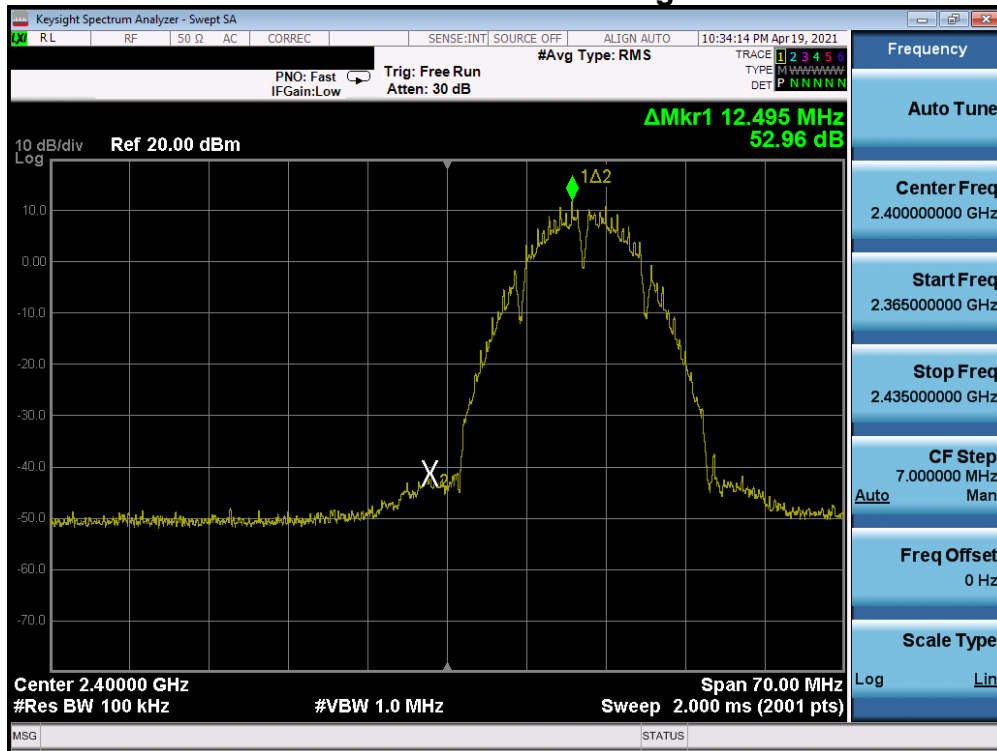 Keysight Spectrum Analyzer - Swept SA
LXI RL RF 50 Ω AC CORREC SENSE:INT SOURCE OFF ALIGN AUTO 10:34:14 PM Apr 19, 2021
#Avg Type: RMS TRACE 1 2 3 4 5 6
PNO: Fast Trig: Free Run TYPE M WWWWW
IFGain:Low Atten: 30 dB DET P N N N N N
ΔMkr1 12.495 MHz
52.96 dB
10 dB/div Ref 20.00 dBm
Log
1Δ2
10.0
0.00
-10.0
-20.0
-30.0
-40.0
X2
-50.0
-60.0
-70.0
Center 2.40000 GHz Span 70.00 MHz
#Res BW 100 kHz #VBW 1.0 MHz Sweep 2.000 ms (2001 pts)
MSG STATUS
Frequency
Auto Tune
Center Freq
2.400000000 GHz
Start Freq
2.365000000 GHz
Stop Freq
2.435000000 GHz
CF Step
7.000000 MHz
Auto Man
Freq Offset
0 Hz
Scale Type
Log Lin